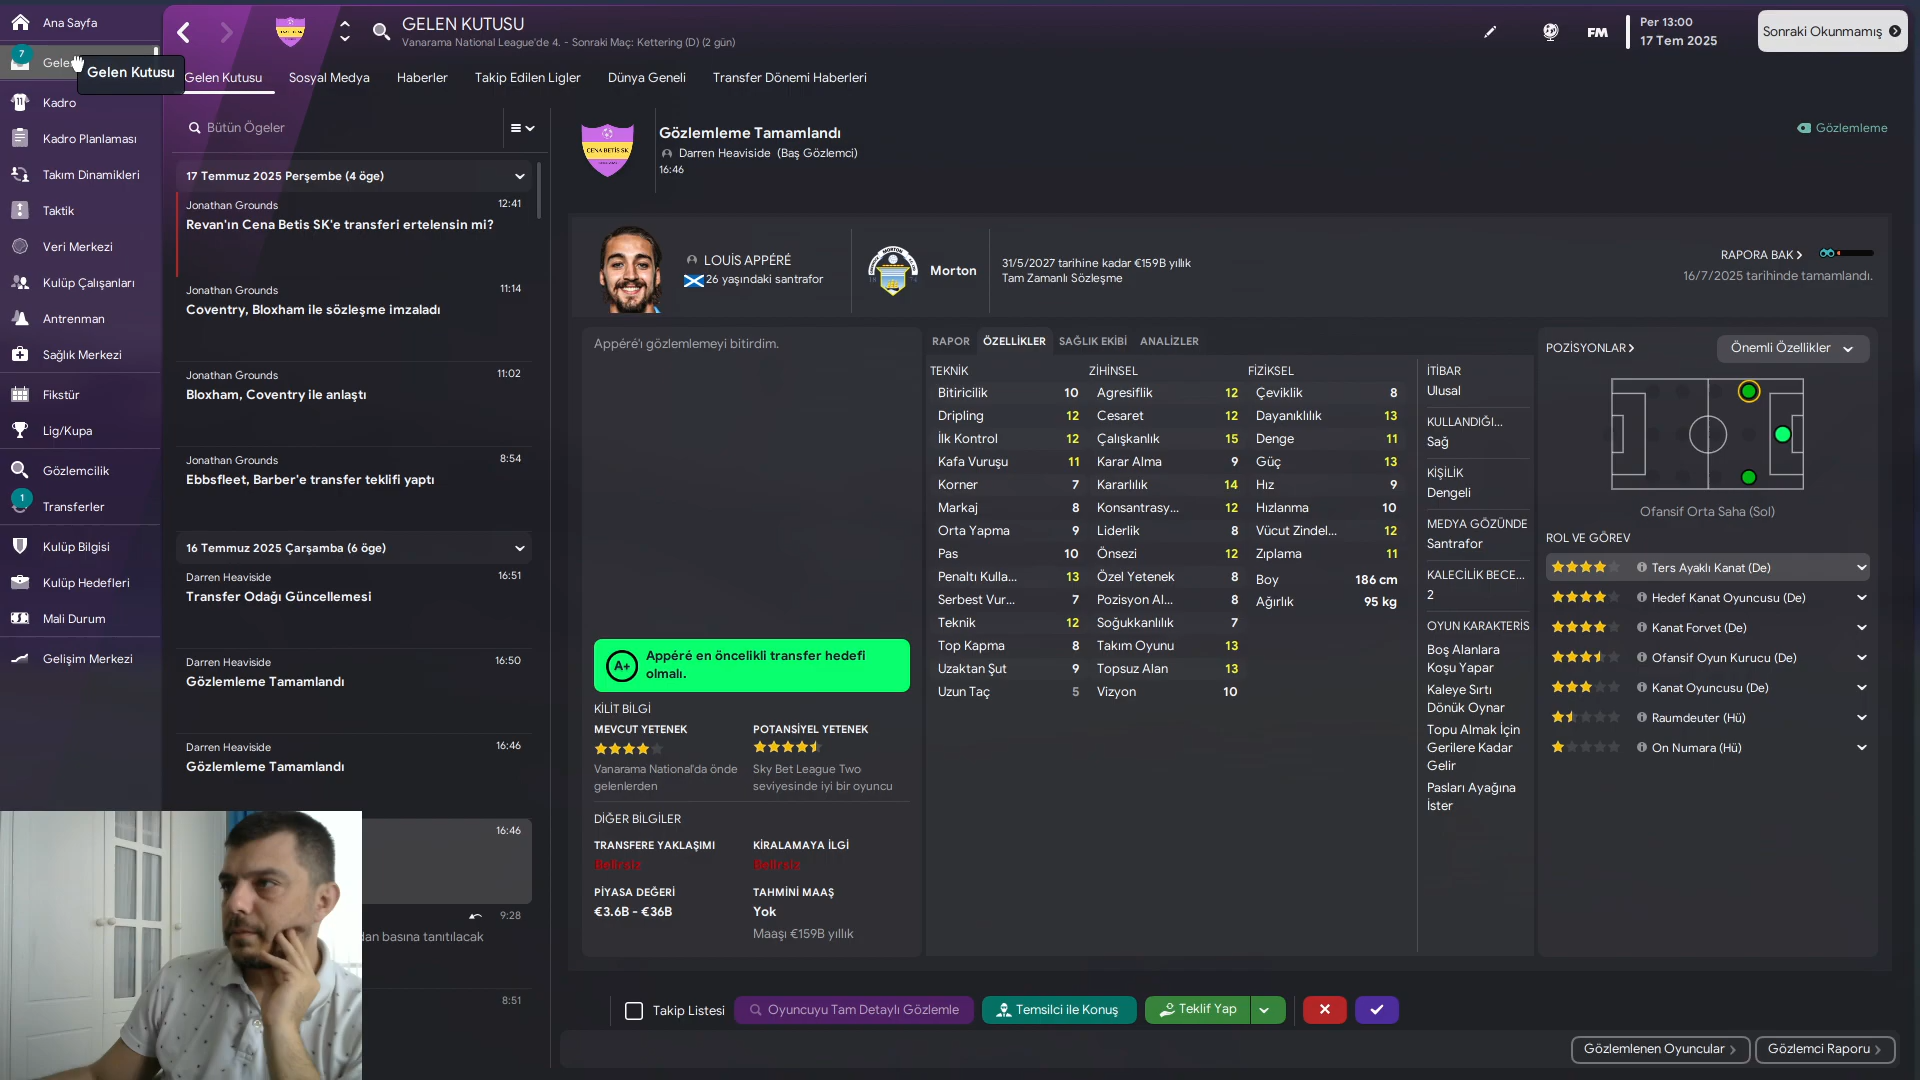 Ana Sayfa
7
Gele
Gelen Kutusu
Kadro
Kadro Planlaması
Takım Dinamikleri
Taktik
Veri Merkezi
Kulüp Çalışanları
Antrenman
Sağlık Merkezi
Fikstür
Lig/Kupa
Gözlemcilik
1
Transferler
Kulüp Bilgisi
Kulüp Hedefleri
Mali Durum
Gelişim Merkezi
GELEN KUTUSU
Vanarama National League'de 4. - Sonraki Maç: Kettering (D) (2 gün)
FM
Per 13:00
17 Tem 2025
Sonraki Okunmamış
Gelen Kutusu
Sosyal Medya
Haberler
Takip Edilen Ligler
Dünya Geneli
Transfer Dönemi Haberleri
Bütün Ögeler
17 Temmuz 2025 Perşembe (4 öge)
Jonathan Grounds 12:41
Revan'ın Cena Betis SK'e transferi ertelensin mi?
Jonathan Grounds 11:14
Coventry, Bloxham ile sözleşme imzaladı
Jonathan Grounds 11:02
Bloxham, Coventry ile anlaştı
Jonathan Grounds 8:54
Ebbsfleet, Barber'e transfer teklifi yaptı
16 Temmuz 2025 Çarşamba (6 öge)
Darren Heaviside 16:51
Transfer Odağı Güncellemesi
Darren Heaviside 16:50
Gözlemleme Tamamlandı
Darren Heaviside 16:46
Gözlemleme Tamamlandı
16:46
9:28
dan basına tanıtılacak
8:51
CENA BETİS SK
Gözlemleme Tamamlandı
Darren Heaviside (Baş Gözlemci)
16:46
Gözlemleme
LOUİS APPÉRÉ
26 yaşındaki santrafor
Morton
31/5/2027 tarihine kadar €159B yıllık
Tam Zamanlı Sözleşme
RAPORA BAK
16/7/2025 tarihinde tamamlandı.
Appéré'ı gözlemlemeyi bitirdim.
A+
Appéré en öncelikli transfer hedefi
olmalı.
KİLİT BİLGİ
MEVCUT YETENEK
Vanarama National'da önde
gelenlerden
POTANSİYEL YETENEK
Sky Bet League Two
seviyesinde iyi bir oyuncu
DİĞER BİLGİLER
TRANSFERE YAKLAŞIMI
Belirsiz
KİRALAMAYA İLGİ
Belirsiz
PİYASA DEĞERİ
€3.6B - €36B
TAHMİNİ MAAŞ
Yok
Maaşı €159B yıllık
RAPOR
ÖZELLİKLER
SAĞLIK EKİBİ
ANALİZLER
TEKNİK
Bitiricilik 10
Dripling 12
İlk Kontrol 12
Kafa Vuruşu 11
Korner 7
Markaj 8
Orta Yapma 9
Pas 10
Penaltı Kulla... 13
Serbest Vur... 7
Teknik 12
Top Kapma 8
Uzaktan Şut 9
Uzun Taç 5
ZİHİNSEL
Agresiflik 12
Cesaret 12
Çalışkanlık 15
Karar Alma 9
Kararlılık 14
Konsantrasy... 12
Liderlik 8
Önsezi 12
Özel Yetenek 8
Pozisyon Al... 8
Soğukkanlılık 7
Takım Oyunu 13
Topsuz Alan 13
Vizyon 10
FİZİKSEL
Çeviklik 8
Dayanıklılık 13
Denge 11
Güç 13
Hız 9
Hızlanma 10
Vücut Zindel... 12
Zıplama 11
Boy 186 cm
Ağırlık 95 kg
İTİBAR
Ulusal
KULLANDIĞI...
Sağ
KİŞİLİK
Dengeli
MEDYA GÖZÜNDE
Santrafor
KALECİLİK BECE...
2
OYUN KARAKTERİS
Boş Alanlara
Koşu Yapar
Kaleye Sırtı
Dönük Oynar
Topu Almak İçin
Gerilere Kadar
Gelir
Pasları Ayağına
İster
POZİSYONLAR
Önemli Özellikler
Ofansif Orta Saha (Sol)
ROL VE GÖREV
Ters Ayaklı Kanat (De)
Hedef Kanat Oyuncusu (De)
Kanat Forvet (De)
Ofansif Oyun Kurucu (De)
Kanat Oyuncusu (De)
Raumdeuter (Hü)
On Numara (Hü)
Takip Listesi
Oyuncuyu Tam Detaylı Gözlemle
Temsilci ile Konuş
Teklif Yap
Gözlemlenen Oyuncular
Gözlemci Raporu